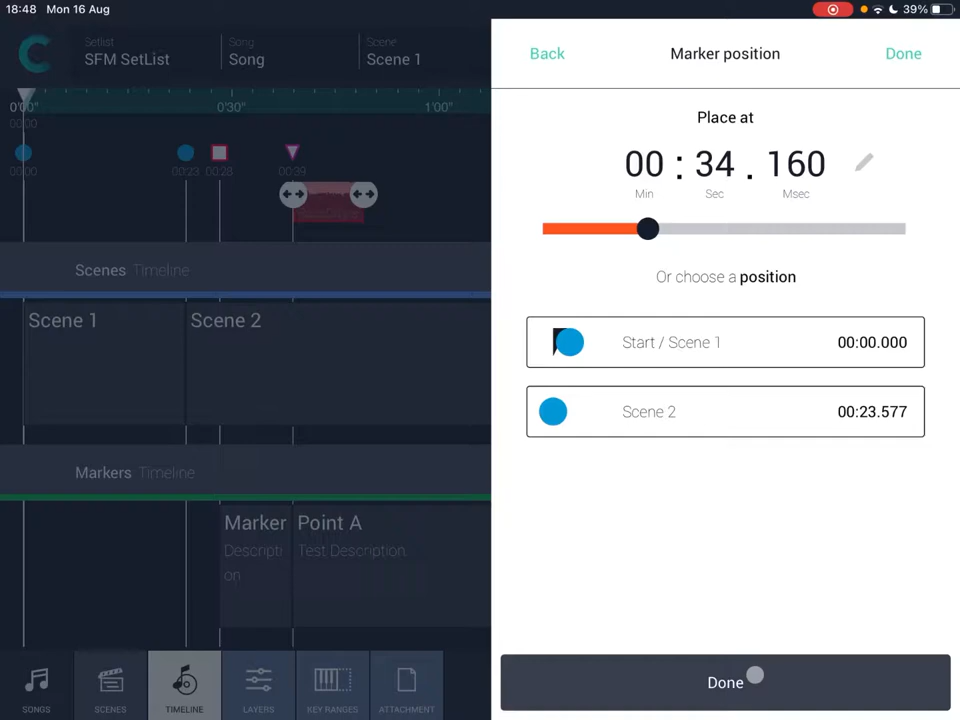 18:48 Mon 16 Aug
39%
Setlist
SFM SetList
Song
Song
Scene
Scene 1
0'00"
0'30"
1'00"
00:00
00:00
00:23
00:28
00:39
Scenes Timeline
Scene 1
Scene 2
Markers Timeline
Marker
Descripti
on
Point A
Test Description
SONGS
SCENES
TIMELINE
LAYERS
KEY RANGES
ATTACHMENT
Back
Marker position
Done
Place at
00 : 34 . 160
Min
Sec
Msec
Or choose a position
Start / Scene 1
00:00.000
Scene 2
00:23.577
Done